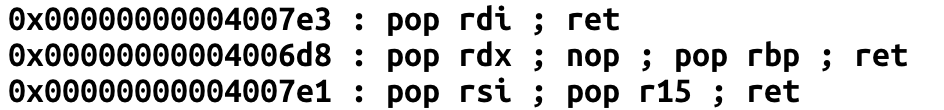 0x00000000004007e3 : pop rdi ; ret
0x00000000004006d8 : pop rdx ; nop ; pop rbp ; ret
0x00000000004007e1 : pop rsi ; pop r15 ; ret